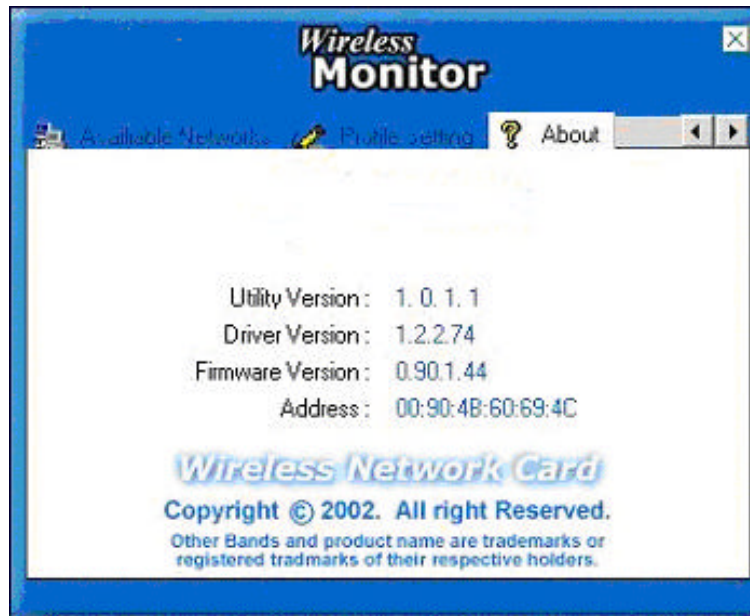 Wireless
Monitor
Available Networks Profile Setting About
Utility Version : 1. 0. 1. 1
Driver Version : 1.2.2.74
Firmware Version : 0.90.1.44
Address : 00:90:4B:60:69:4C
Wireless Network Card
Copyright © 2002. All right Reserved.
Other Bands and product name are trademarks or
registered tradmarks of their respective holders.